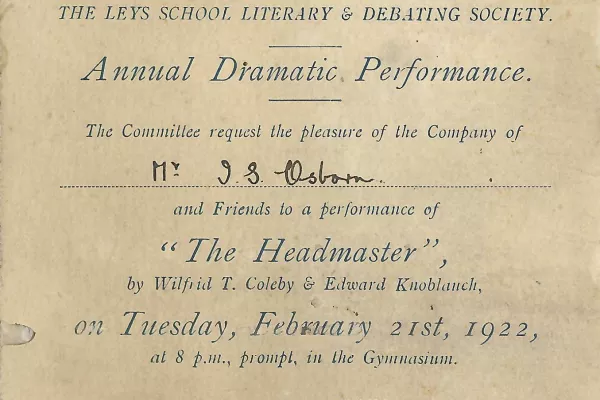 THE LEYS SCHOOL LITERARY & DEBATING SOCIETY.
Annual Dramatic Performance.
The Committee request the pleasure of the Company of
Mr I. S. Osborn.
and Friends to a performance of
“The Headmaster”,
by Wilfrid T. Coleby & Edward Knoblauch,
on Tuesday, February 21st, 1922,
at 8 p.m., prompt, in the Gymnasium.